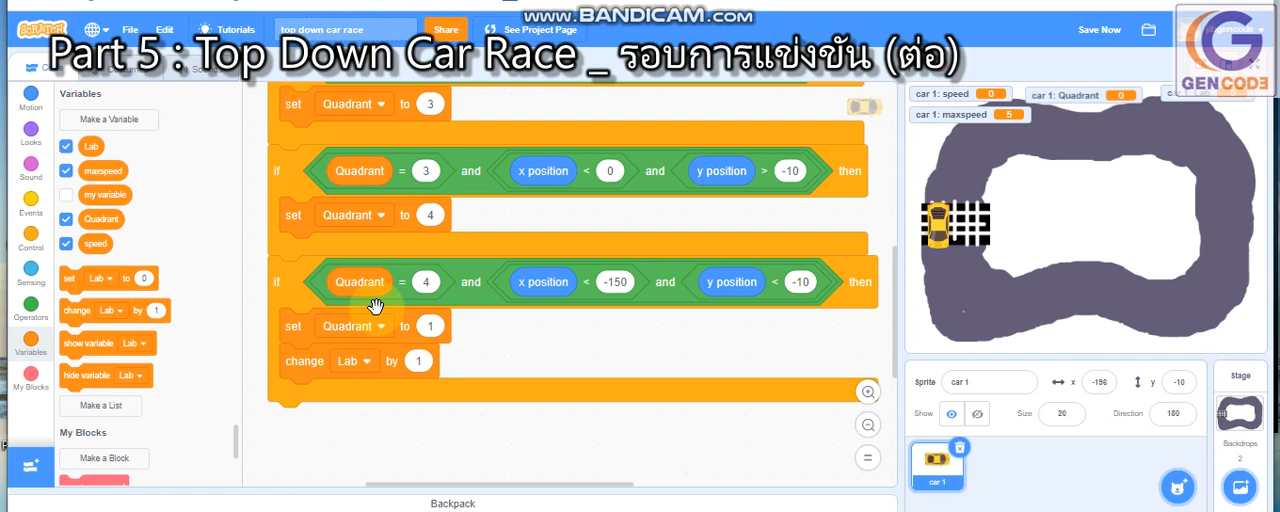 www.BANDICAM.com
SCRATCH File Edit Tutorials top down car race Share See Project Page Save Now
Part 5 : Top Down Car Race _ รอบการแข่งขัน (ต่อ)
GENCODE
Motion
Looks
Sound
Events
Control
Sensing
Operators
Variables
My Blocks
Variables
Make a Variable
Lab
maxspeed
my variable
Quadrant
speed
set Lab to 0
change Lab by 1
show variable Lab
hide variable Lab
Make a List
My Blocks
Make a Block
set Quadrant to 3
if Quadrant = 3 and x position < 0 and y position > -10 then
set Quadrant to 4
if Quadrant = 4 and x position < -150 and y position < -10 then
set Quadrant to 1
change Lab by 1
Backpack
car 1: speed 0
car 1: Quadrant 0
car 1: maxspeed 5
Sprite car 1 x -196 y -10
Show Size 20 Direction 180
car 1
Stage
Backdrops
2